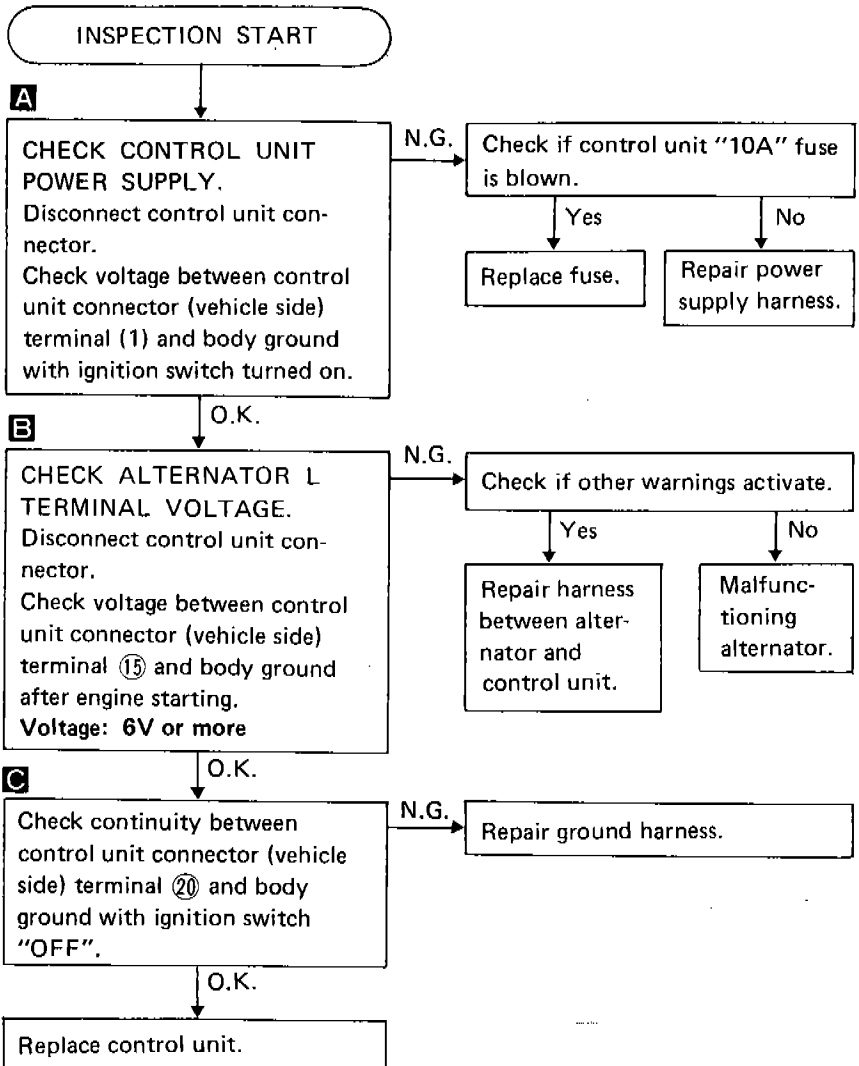 INSPECTION START
A
CHECK CONTROL UNIT
POWER SUPPLY.
Disconnect control unit con-
nector.
Check voltage between control
unit connector (vehicle side)
terminal (1) and body ground
with ignition switch turned on.
N.G.
Check if control unit "10A" fuse
is blown.
Yes
No
Replace fuse.
Repair power
supply harness.
O.K.
B
CHECK ALTERNATOR L
TERMINAL VOLTAGE.
Disconnect control unit con-
nector.
Check voltage between control
unit connector (vehicle side)
terminal ⑮ and body ground
after engine starting.
Voltage: 6V or more
N.G.
Check if other warnings activate.
Yes
No
Repair harness
between alter-
nator and
control unit.
Malfunc-
tioning
alternator.
O.K.
C
Check continuity between
control unit connector (vehicle
side) terminal ⑳ and body
ground with ignition switch
"OFF".
N.G.
Repair ground harness.
O.K.
Replace control unit.